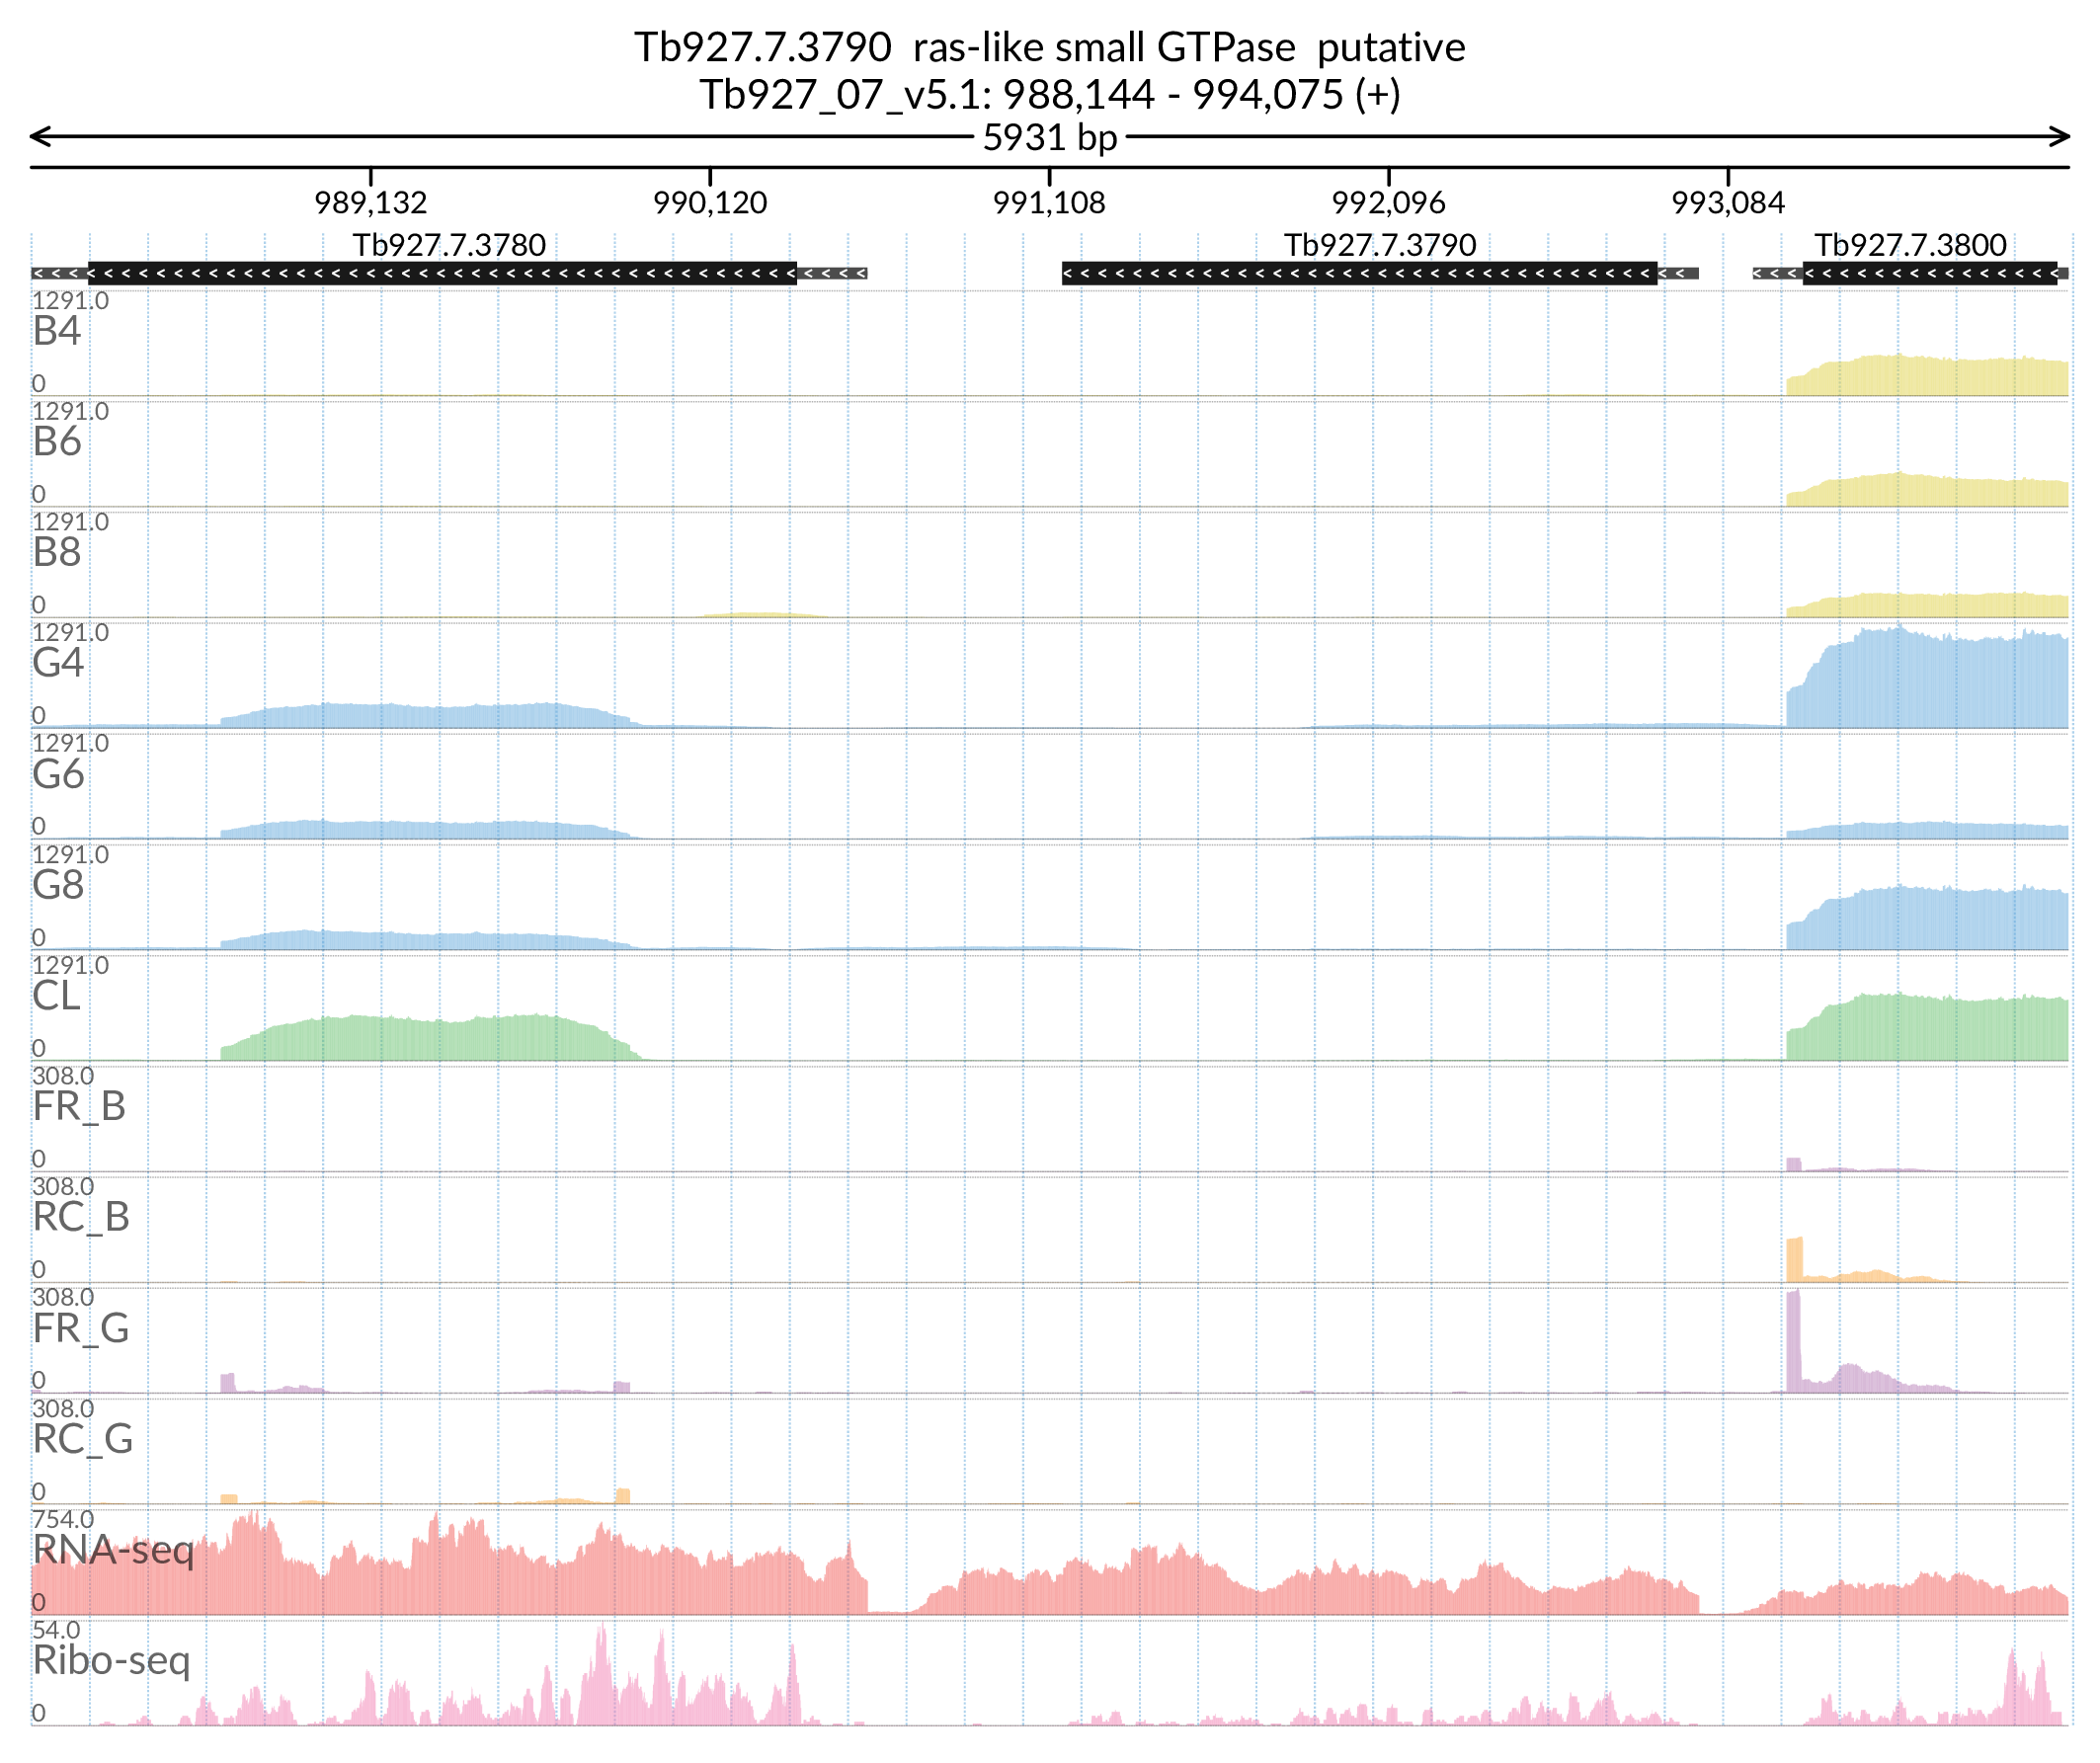 Tb927.7.3790  ras-like small GTPase  putative
Tb927_07_v5.1: 988,144 - 994,075 (+)
5931 bp
989,132 990,120 991,108 992,096 993,084
Tb927.7.3780 Tb927.7.3790 Tb927.7.3800
1291.0
B4
0
1291.0
B6
0
1291.0
B8
0
1291.0
G4
0
1291.0
G6
0
1291.0
G8
0
1291.0
CL
0
308.0
FR_B
0
308.0
RC_B
0
308.0
FR_G
0
308.0
RC_G
0
754.0
RNA-seq
0
54.0
Ribo-seq
0